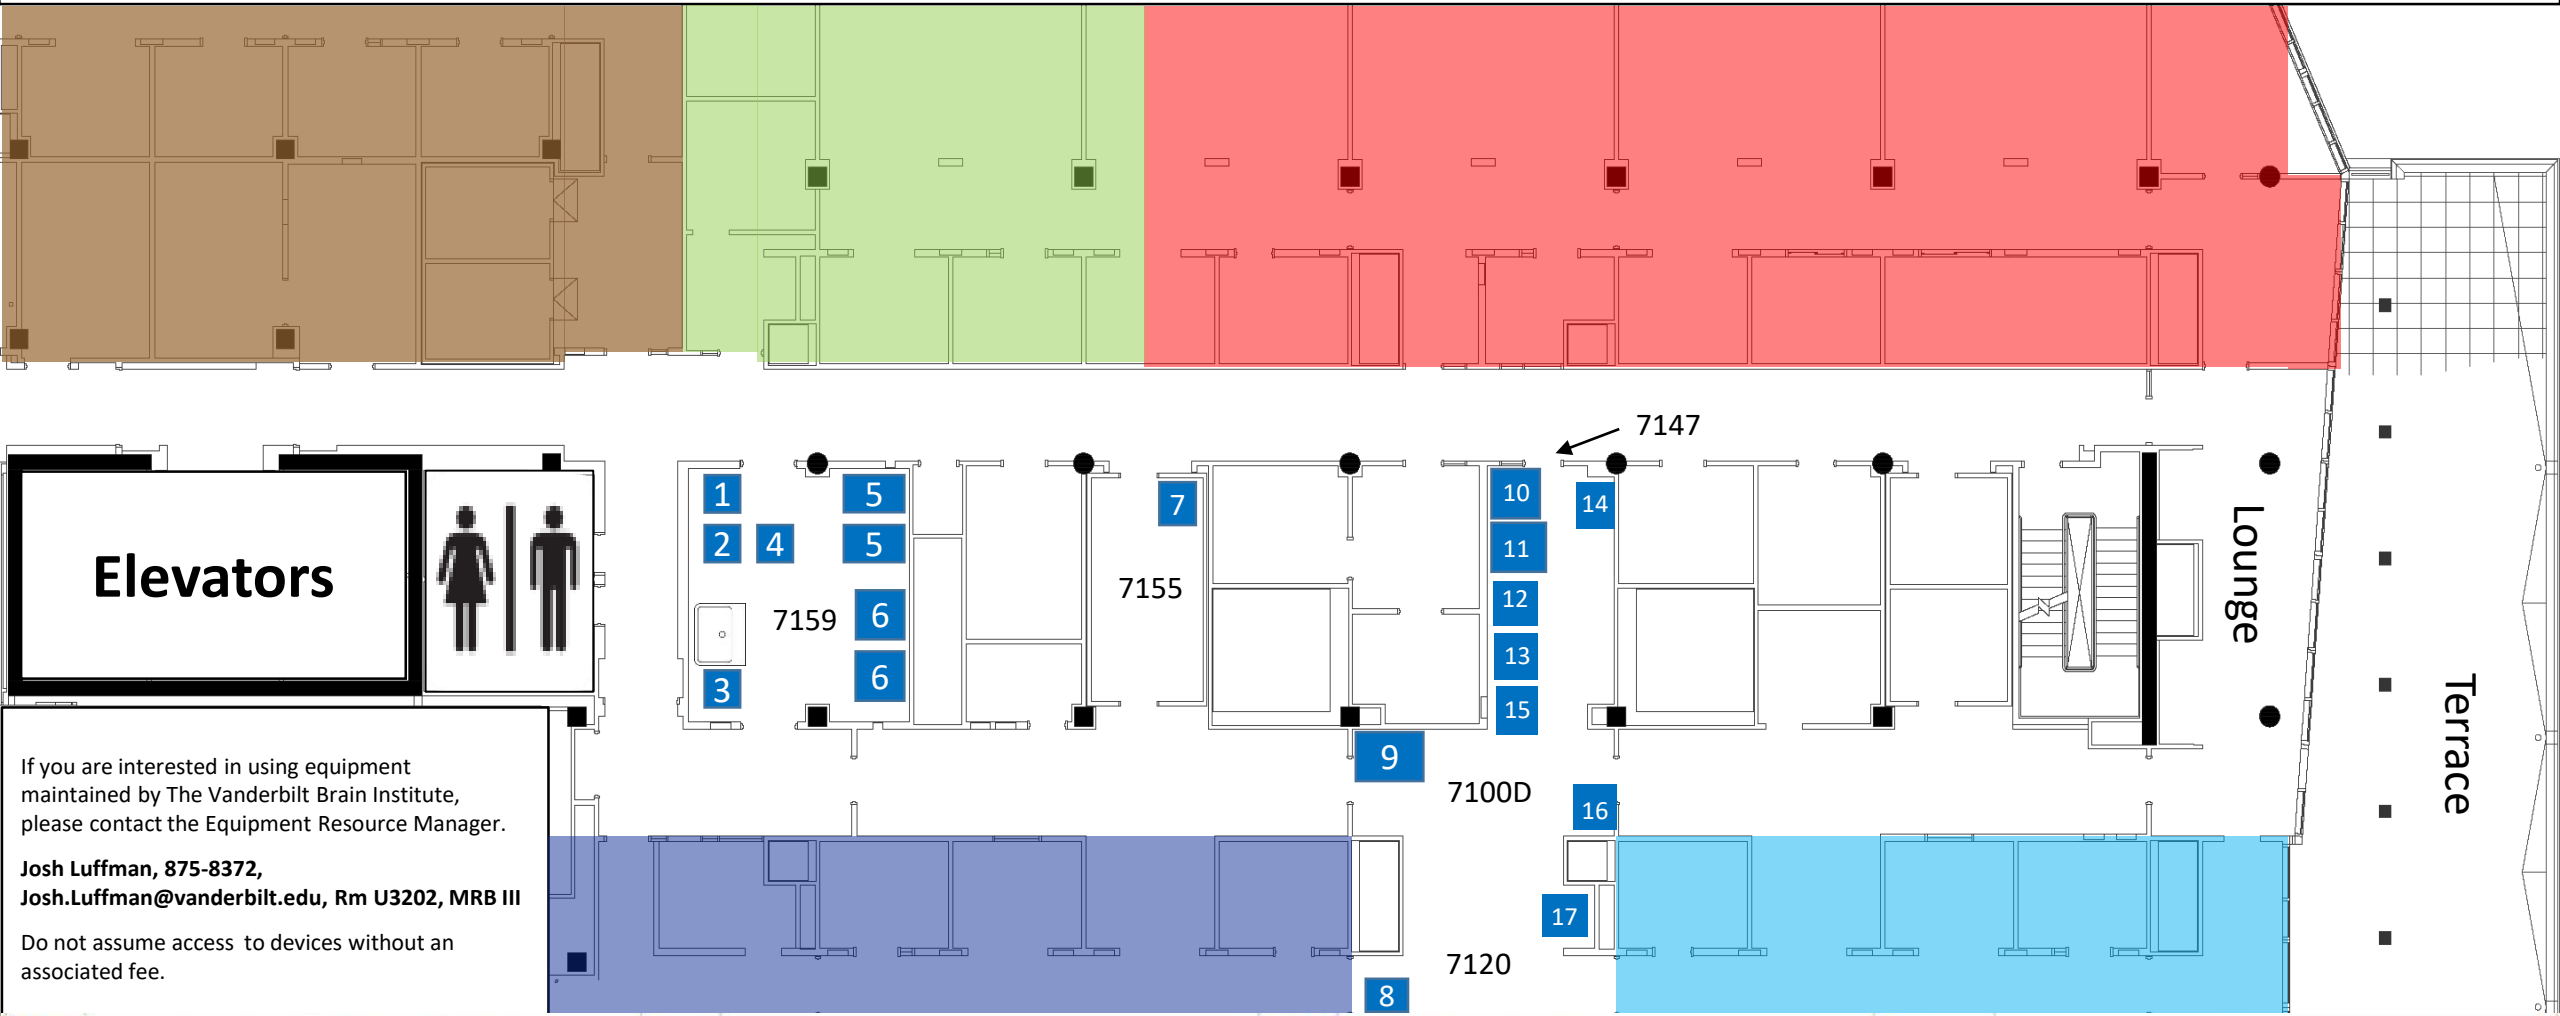 7147
1
5
7
10
14
2
4
5
11
Elevators
7155
12
Lounge
7159
6
13
3
6
15
Terrace
9
7100D
16
If you are interested in using equipment
maintained by The Vanderbilt Brain Institute,
please contact the Equipment Resource Manager.
Josh Luffman, 875-8372,
Josh.Luffman@vanderbilt.edu, Rm U3202, MRB III
Do not assume access to devices without an
associated fee.
17
7120
8